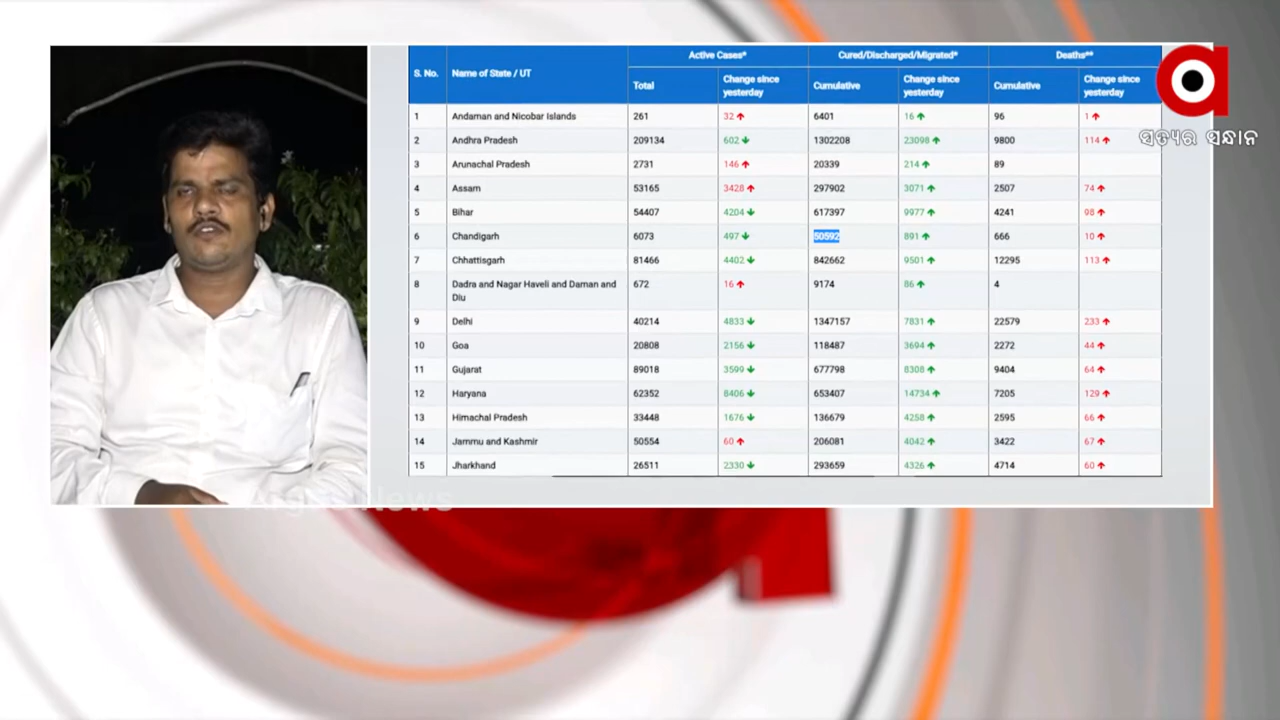 S. No. Name of State / UT Active Cases* Cured/Discharged/Migrated* Deaths**
Total Change since yesterday Cumulative Change since yesterday Cumulative Change since yesterday
1 Andaman and Nicobar Islands 261 32↑ 6401 16↑ 96 1↑
2 Andhra Pradesh 209134 602↓ 1302208 23098↑ 9800 114↑
3 Arunachal Pradesh 2731 146↑ 20339 214↑ 89
4 Assam 53165 3428↑ 297902 3071↑ 2507 74↑
5 Bihar 54407 4204↓ 617397 9977↑ 4241 98↑
6 Chandigarh 6073 497↓ 50592 891↑ 666 10↑
7 Chhattisgarh 81466 4402↓ 842662 9501↑ 12295 113↑
8 Dadra and Nagar Haveli and Daman and Diu 672 16↑ 9174 86↑ 4
9 Delhi 40214 4833↓ 1347157 7831↑ 22579 233↑
10 Goa 20808 2156↓ 118487 3694↑ 2272 44↑
11 Gujarat 89018 3599↓ 677798 8308↑ 9404 64↑
12 Haryana 62352 8406↓ 653407 14734↑ 7205 129↑
13 Himachal Pradesh 33448 1676↓ 136679 4258↑ 2595 66↑
14 Jammu and Kashmir 50554 60↑ 206081 4042↑ 3422 67↑
15 Jharkhand 26511 2330↓ 293659 4326↑ 4714 60↑
ସତ୍ୟର ସନ୍ଧାନ
Argus News